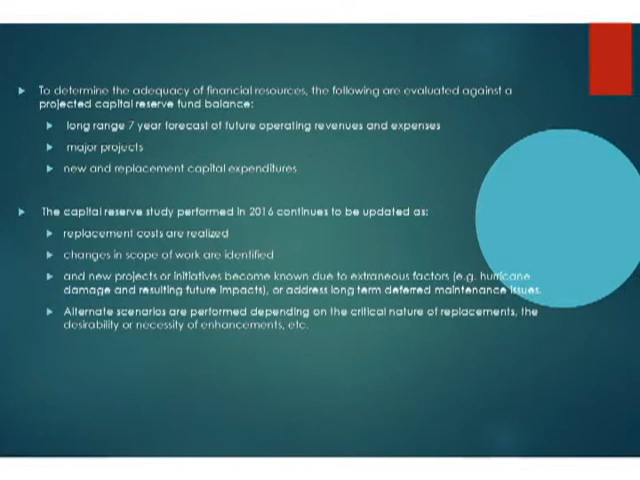 To determine the adequacy of financial resources, the following are evaluated against a
projected capital reserve fund balance:
long range 7 year forecast of future operating revenues and expenses
major projects
new and replacement capital expenditures
The capital reserve study performed in 2016 continues to be updated as:
replacement costs are realized
changes in scope of work are identified
and new projects or initiatives become known due to extraneous factors (e.g. hurricane
damage and resulting future impacts), or address long term deferred maintenance issues.
Alternate scenarios are performed depending on the critical nature of replacements, the
desirability or necessity of enhancements, etc.